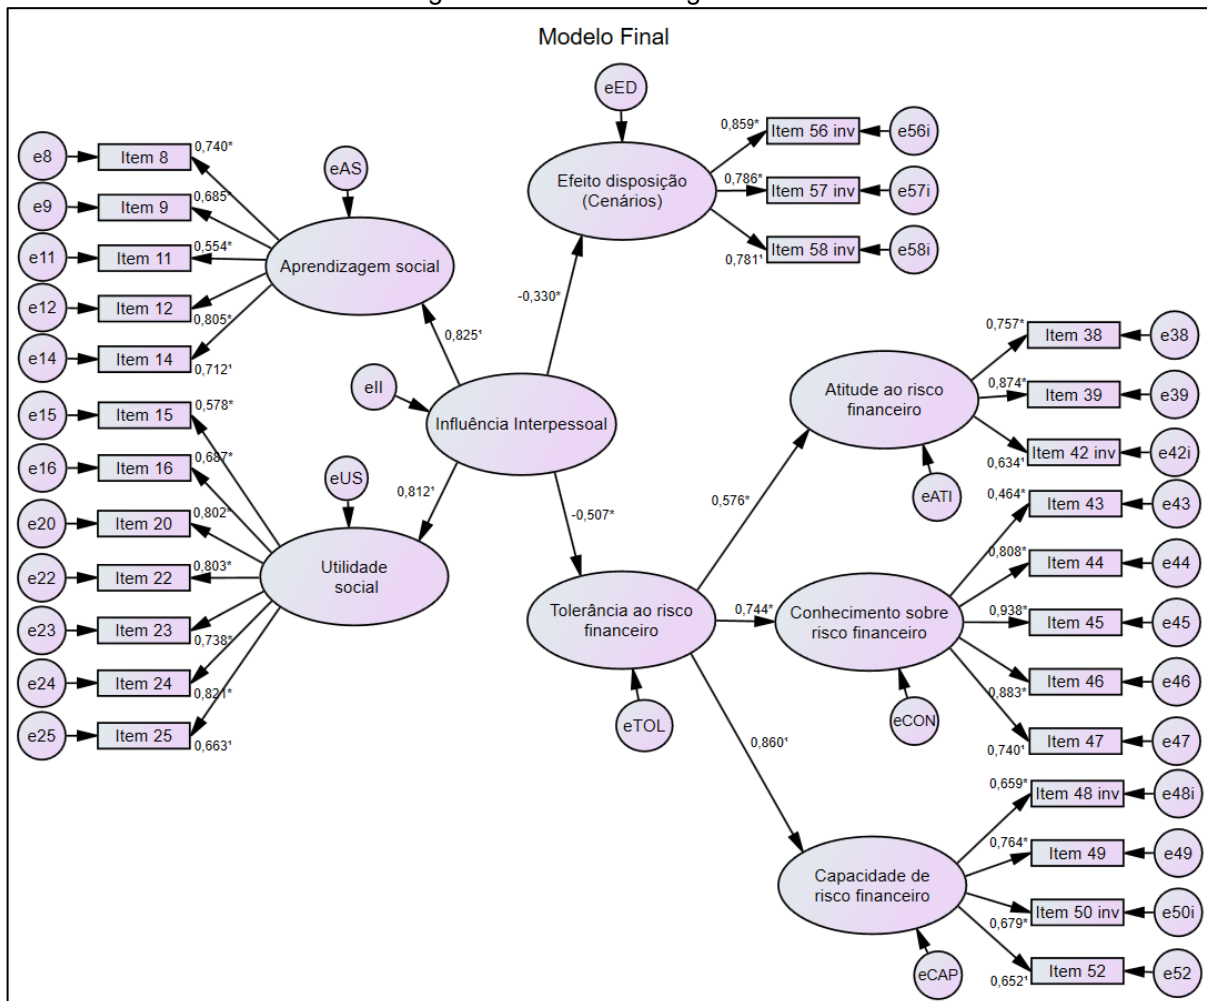 Modelo Final
eED
Efeito disposição
(Cenários)
0,859*
Item 56 inv
e56i
0,786*
Item 57 inv
e57i
0,781¹
Item 58 inv
e58i
e8
Item 8
0,740*
e9
Item 9
0,685*
e11
Item 11
0,554*
e12
Item 12
0,805*
e14
Item 14
0,712¹
eAS
Aprendizagem social
0,825¹
-0,330*
eII
Influência Interpessoal
e15
Item 15
0,578*
e16
Item 16
0,687*
e20
Item 20
0,802*
e22
Item 22
0,803*
e23
Item 23
0,738*
e24
Item 24
0,821*
e25
Item 25
0,663¹
eUS
Utilidade
social
0,812¹
-0,507*
Tolerância ao risco
financeiro
eTOL
0,576*
0,744*
0,860¹
Atitude ao risco
financeiro
eATI
0,757*
Item 38
e38
0,874*
Item 39
e39
0,634¹
Item 42 inv
e42i
Conhecimento sobre
risco financeiro
eCON
0,464*
Item 43
e43
0,808*
Item 44
e44
0,938*
Item 45
e45
0,883*
Item 46
e46
0,740¹
Item 47
e47
Capacidade de
risco financeiro
eCAP
0,659*
Item 48 inv
e48i
0,764*
Item 49
e49
0,679*
Item 50 inv
e50i
0,652¹
Item 52
e52